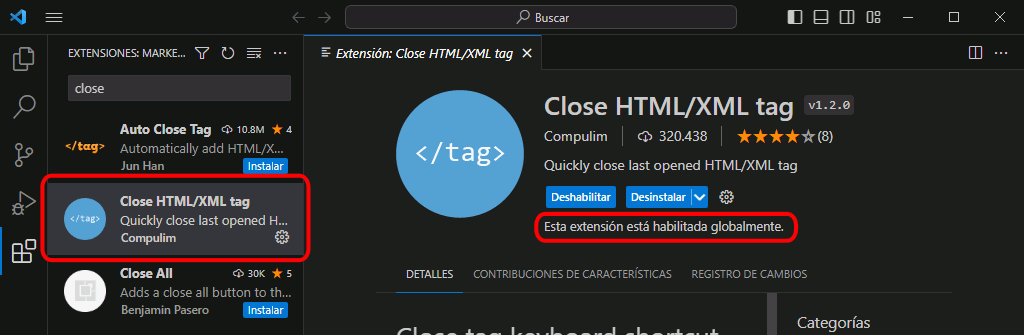 Buscar
EXTENSIONES: MARKE...
Extensión: Close HTML/XML tag
close
Auto Close Tag 10.8M ★ 4
</tag> Automatically add HTML/X...
Jun Han Instalar
Close HTML/XML tag
</tag> Quickly close last opened H...
Compulim
Close All 30K ★ 5
Adds a close all button to th...
Benjamin Pasero Instalar
</tag>
Close HTML/XML tag v1.2.0
Compulim 320.438 ★★★★☆ (8)
Quickly close last opened HTML/XML tag
Deshabilitar Desinstalar
Esta extensión está habilitada globalmente.
DETALLES CONTRIBUCIONES DE CARACTERÍSTICAS REGISTRO DE CAMBIOS
Close tag keyboard shortcut
Categorías